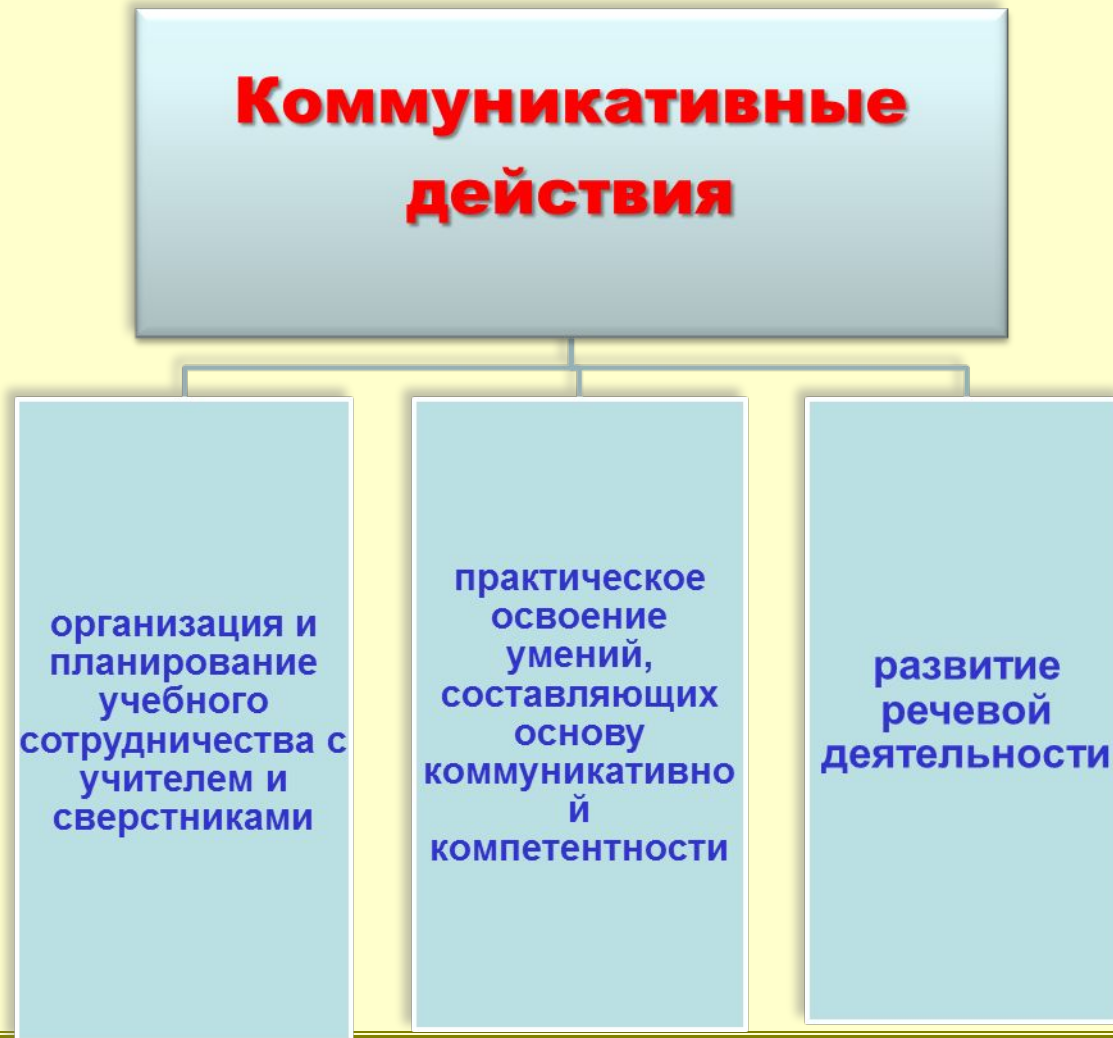 Коммуникативные
действия
организация и
планирование
учебного
сотрудничества с
учителем и
сверстниками
практическое
освоение
умений,
составляющих
основу
коммуникативно
й
компетентности
развитие
речевой
деятельности